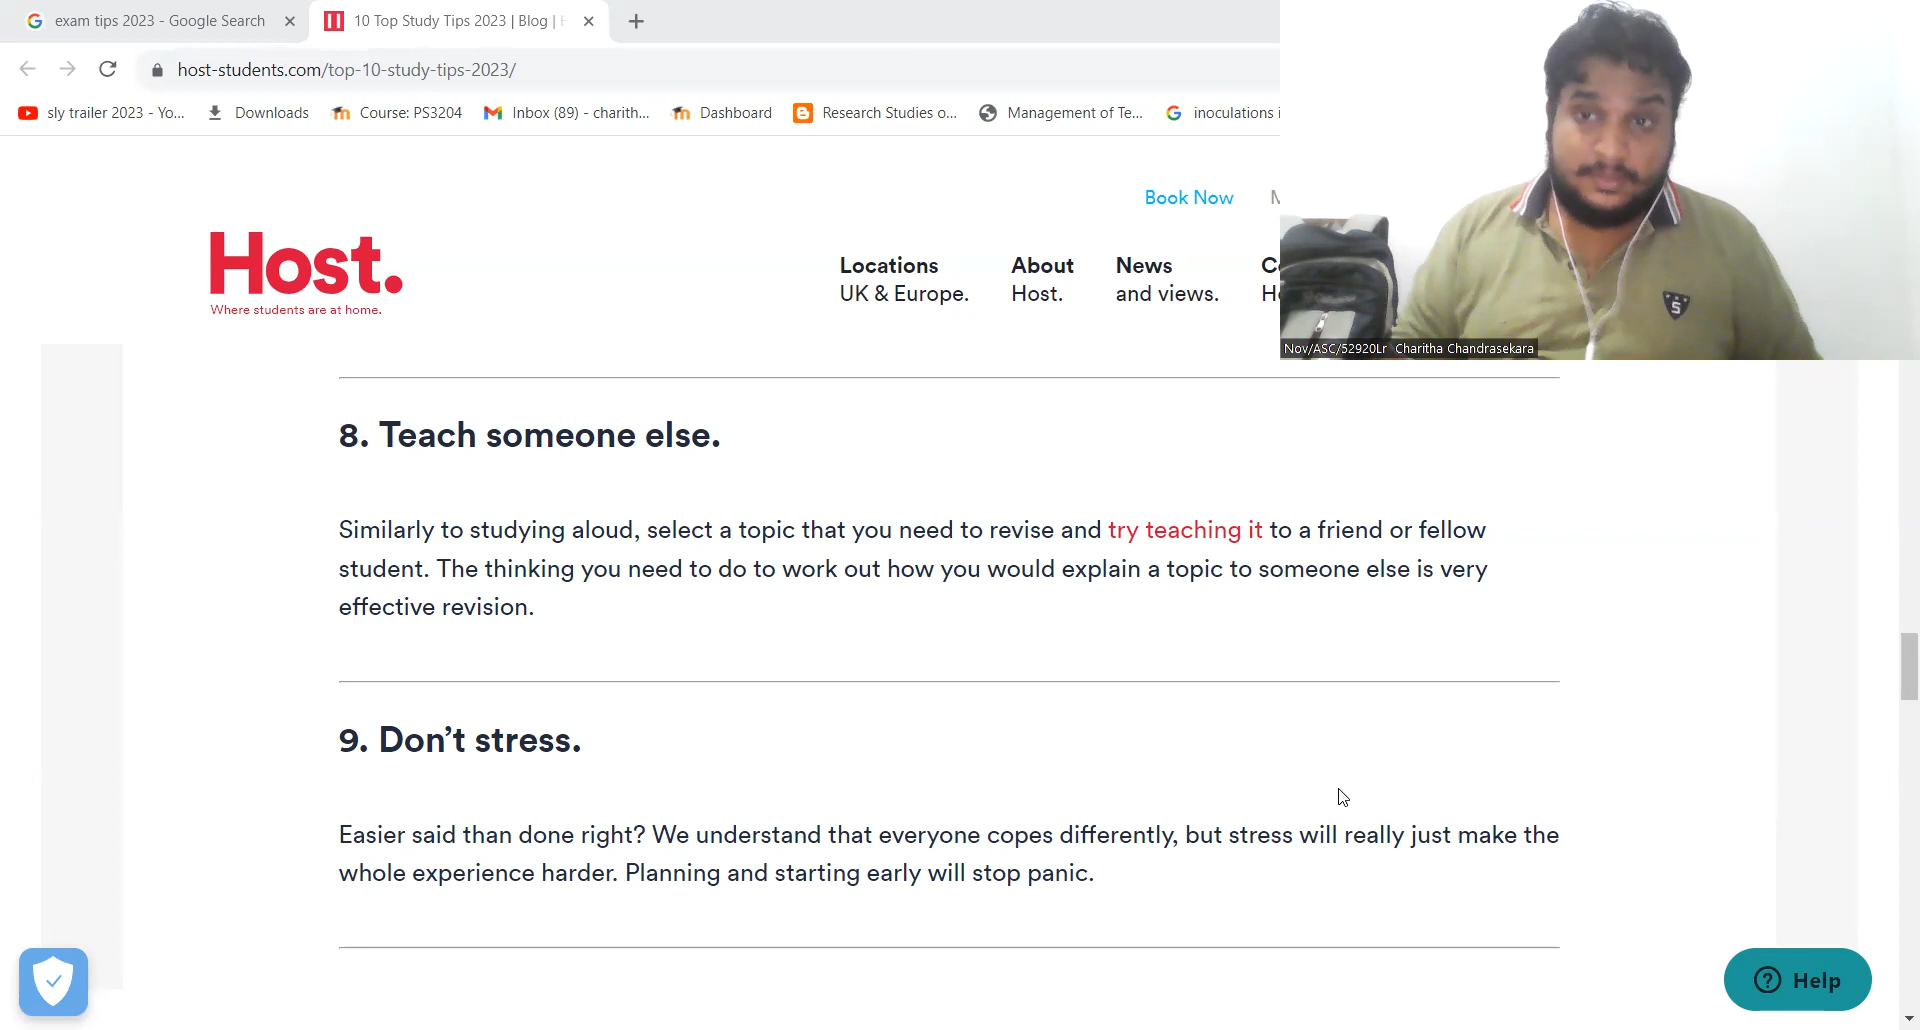 exam tips 2023 - Google Search
10 Top Study Tips 2023 | Blog | H
host-students.com/top-10-study-tips-2023/
sly trailer 2023 - Yo...
Downloads
Course: PS3204
Inbox (89) - charith...
Dashboard
Research Studies o...
Management of Te...
inoculations i
Book Now
M
Host.
Where students are at home.
Locations
UK & Europe.
About
Host.
News
and views.
C
H
S
Nov/ASC/52920Lr Charitha Chandrasekara
8. Teach someone else.
Similarly to studying aloud, select a topic that you need to revise and try teaching it to a friend or fellow
student. The thinking you need to do to work out how you would explain a topic to someone else is very
effective revision.
9. Don’t stress.
Easier said than done right? We understand that everyone copes differently, but stress will really just make the
whole experience harder. Planning and starting early will stop panic.
? Help